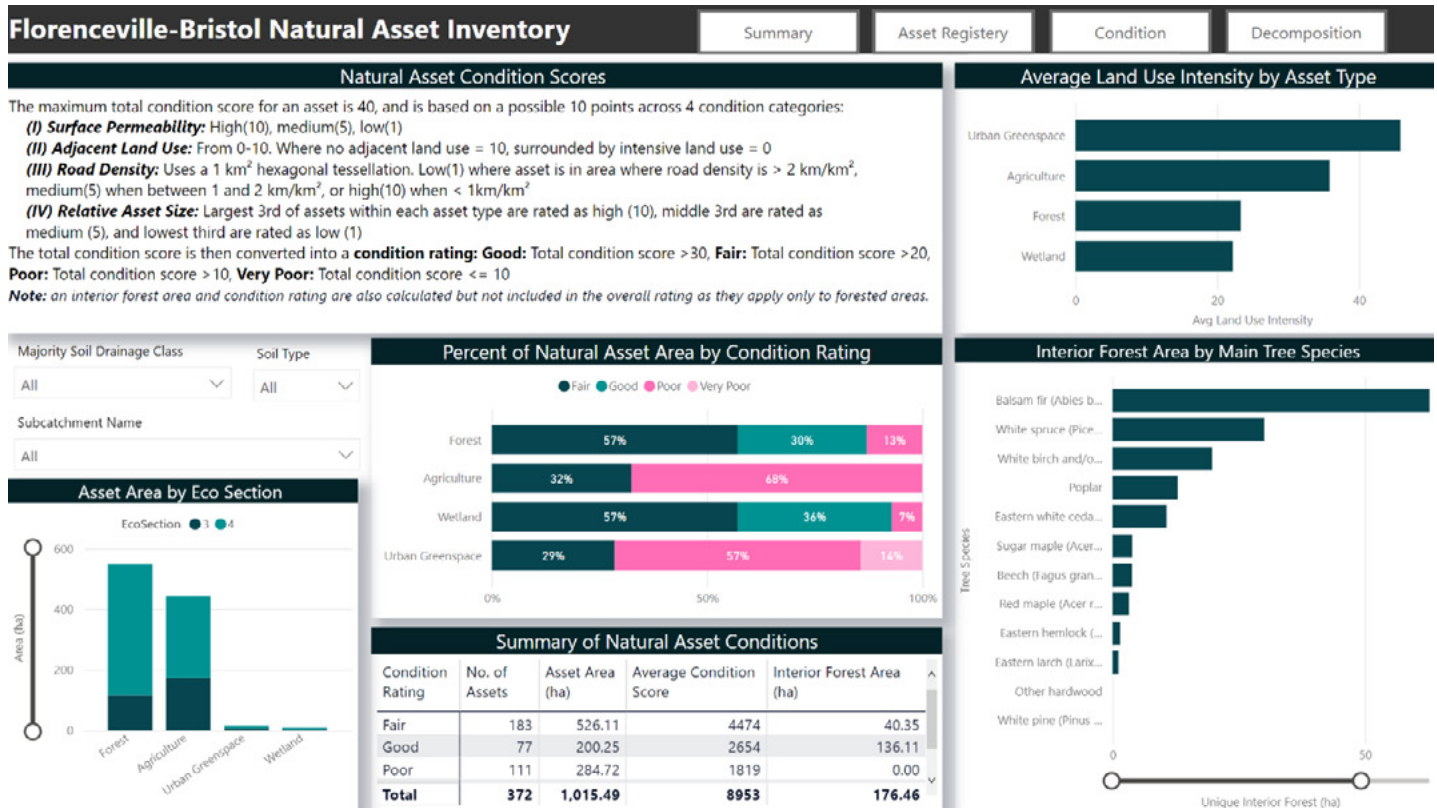 Florenceville-Bristol Natural Asset Inventory
Summary
Asset Registery
Condition
Decomposition
Natural Asset Condition Scores
The maximum total condition score for an asset is 40, and is based on a possible 10 points across 4 condition categories:
(I) Surface Permeability: High(10), medium(5), low(1)
(II) Adjacent Land Use: From 0-10. Where no adjacent land use = 10, surrounded by intensive land use = 0
(III) Road Density: Uses a 1 km² hexagonal tessellation. Low(1) where asset is in area where road density is > 2 km/km²,
medium(5) when between 1 and 2 km/km², or high(10) when < 1km/km²
(IV) Relative Asset Size: Largest 3rd of assets within each asset type are rated as high (10), middle 3rd are rated as
medium (5), and lowest third are rated as low (1)
The total condition score is then converted into a condition rating: Good: Total condition score >30, Fair: Total condition score >20,
Poor: Total condition score >10, Very Poor: Total condition score <= 10
Note: an interior forest area and condition rating are also calculated but not included in the overall rating as they apply only to forested areas.
Average Land Use Intensity by Asset Type
Urban Greenspace
Agriculture
Forest
Wetland
0 20 40
Avg Land Use Intensity
Majority Soil Drainage Class
All
Soil Type
All
Subcatchment Name
All
Asset Area by Eco Section
EcoSection 3 4
Area (ha)
600
400
200
0
Forest
Agriculture
Urban Greenspace
Wetland
Percent of Natural Asset Area by Condition Rating
Fair Good Poor Very Poor
Forest 57% 30% 13%
Agriculture 32% 68%
Wetland 57% 36% 7%
Urban Greenspace 29% 57% 14%
0% 50% 100%
Summary of Natural Asset Conditions
Condition Rating No. of Assets Asset Area (ha) Average Condition Score Interior Forest Area (ha)
Fair 183 526.11 4474 40.35
Good 77 200.25 2654 136.11
Poor 111 284.72 1819 0.00
Total 372 1,015.49 8953 176.46
Interior Forest Area by Main Tree Species
Tree Species
Balsam fir (Abies b...
White spruce (Pice...
White birch and/o...
Poplar
Eastern white ceda...
Sugar maple (Acer...
Beech (Fagus gran...
Red maple (Acer r...
Eastern hemlock (...
Eastern larch (Larix...
Other hardwood
White pine (Pinus ...
0 50
Unique Interior Forest (ha)